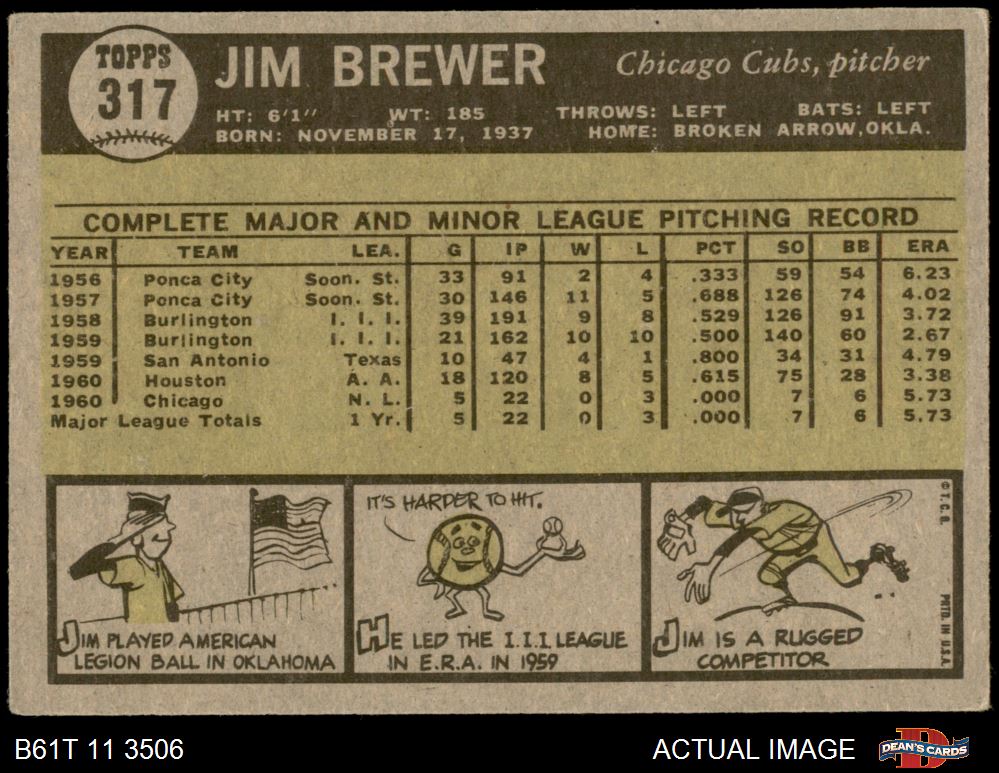 TOPPS
317
JIM BREWER
Chicago Cubs, pitcher
HT: 6'1" WT: 185 THROWS: LEFT BATS: LEFT
BORN: NOVEMBER 17, 1937 HOME: BROKEN ARROW, OKLA.
COMPLETE MAJOR AND MINOR LEAGUE PITCHING RECORD
YEAR TEAM LEA. G IP W L PCT SO BB ERA
1956 Ponca City Soon. St. 33 91 2 4 .333 59 54 6.23
1957 Ponca City Soon. St. 30 146 11 5 .688 126 74 4.02
1958 Burlington I. I. I. 39 191 9 8 .529 126 91 3.72
1959 Burlington I. I. I. 21 162 10 10 .500 140 60 2.67
1959 San Antonio Texas 10 47 4 1 .800 34 31 4.79
1960 Houston A. A. 18 120 8 5 .615 75 28 3.38
1960 Chicago N. L. 5 22 0 3 .000 7 6 5.73
Major League Totals 1 Yr. 5 22 0 3 .000 7 6 5.73
JIM PLAYED AMERICAN
LEGION BALL IN OKLAHOMA
IT'S HARDER TO HIT.
HE LED THE I.I.I. LEAGUE
IN E.R.A. IN 1959
JIM IS A RUGGED
COMPETITOR
© T.C.G.
PRTD. IN U.S.A.
B61T 11 3506
ACTUAL IMAGE
D
DEAN'S CARDS